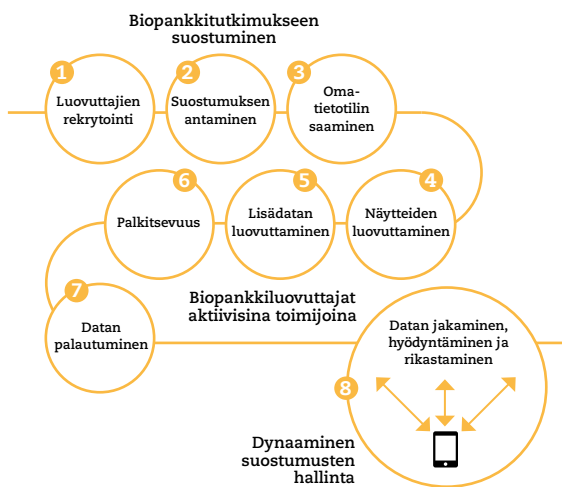 Biopankkitutkimukseen
suostuminen
1
Luovuttajien
rekrytointi
2
Suostumuksen
antaminen
3
Oma-
tietotilin
saaminen
4
Näytteiden
luovuttaminen
5
Lisädatan
luovuttaminen
6
Palkitsevuus
7
Datan
palautuminen
Biopankkiluovuttajat
aktiivisina toimijoina
8
Datan jakaminen,
hyödyntäminen ja
rikastaminen
Dynaaminen
suostumusten
hallinta